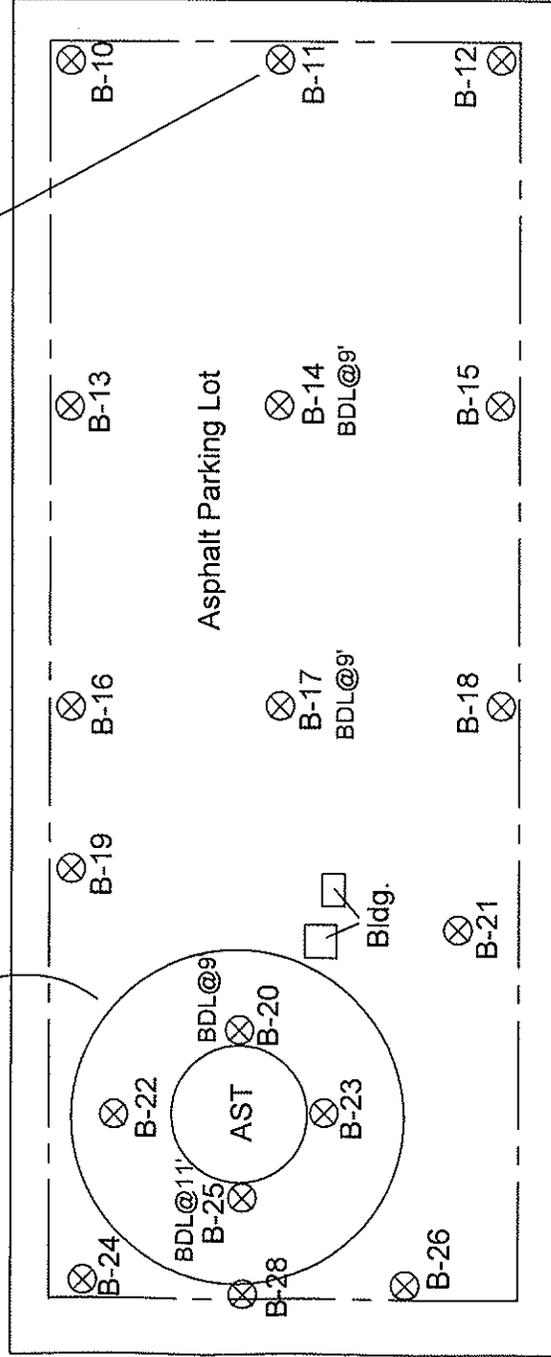 B-10
B-11
B-12
B-13
B-14
BDL@9'
B-15
Asphalt Parking Lot
B-16
B-17
BDL@9'
B-18
B-19
Bldg.
B-21
BDL@9'
B-20
B-22
AST
B-23
BDL@11'
B-25
B-24
B-28
B-26